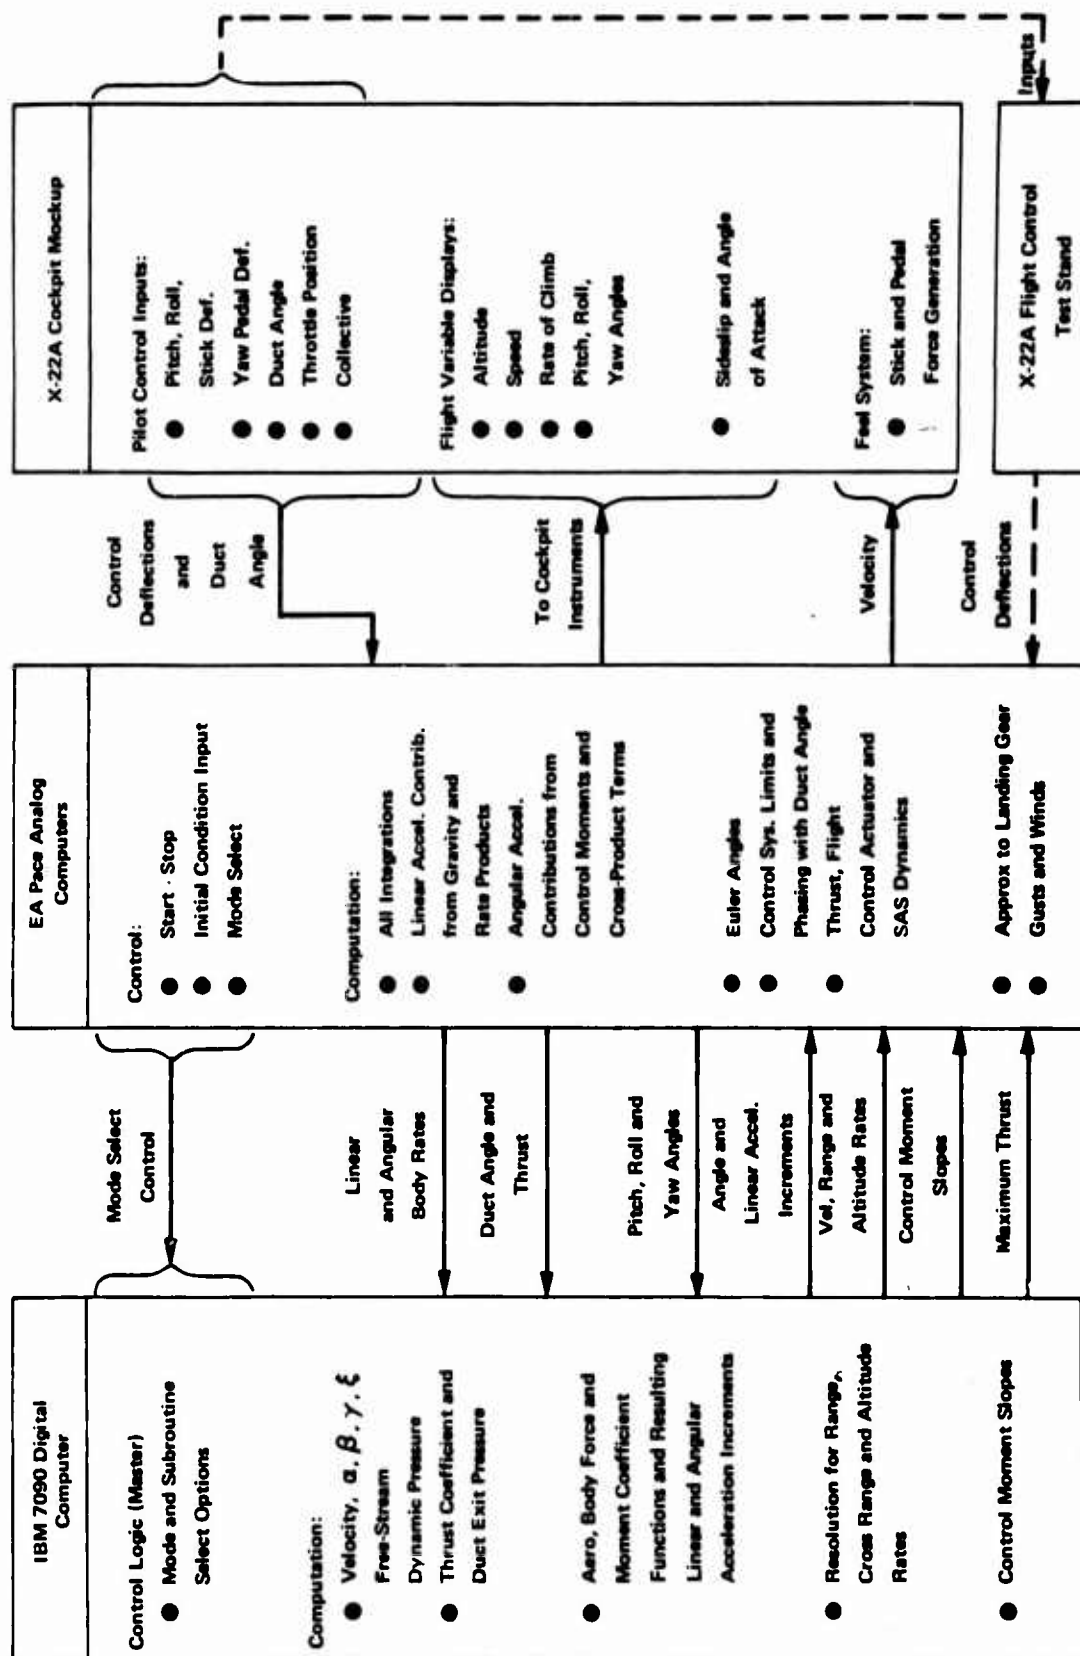 IBM 7090 Digital
Computer
Control Logic (Master)
● Mode and Subroutine
Select Options
Computation:
● Velocity, α, β, γ, ξ
Free-Stream
Dynamic Pressure
● Thrust Coefficient and
Duct Exit Pressure
● Aero, Body Force and
Moment Coefficient
Functions and Resulting
Linear and Angular
Acceleration Increments
● Resolution for Range,
Cross Range and Altitude
Rates
● Control Moment Slopes
Mode Select
Control
Linear
and Angular
Body Rates
Duct Angle and
Thrust
Pitch, Roll and
Yaw Angles
Angle and
Linear Accel.
Increments
Vel, Range and
Altitude Rates
Control Moment
Slopes
Maximum Thrust
EA Pace Analog
Computers
Control:
● Start - Stop
● Initial Condition Input
● Mode Select
Computation:
● All Integrations
● Linear Accel. Contrib.
from Gravity and
Rate Products
● Angular Accel.
Contributions from
Control Moments and
Cross-Product Terms
● Euler Angles
● Control Sys. Limits and
Phasing with Duct Angle
● Thrust, Flight
Control Actuator and
SAS Dynamics
● Approx to Landing Gear
● Gusts and Winds
Control
Deflections
and
Duct
Angle
To Cockpit
Instruments
Velocity
Control
Deflections
X-22A Cockpit Mockup
Pilot Control Inputs:
● Pitch, Roll,
Stick Def.
● Yaw Pedal Def.
● Duct Angle
● Throttle Position
● Collective
Flight Variable Displays:
● Altitude
● Speed
● Rate of Climb
● Pitch, Roll,
Yaw Angles
● Sideslip and Angle
of Attack
Feel System:
● Stick and Pedal
Force Generation
Inputs
X-22A Flight Control
Test Stand